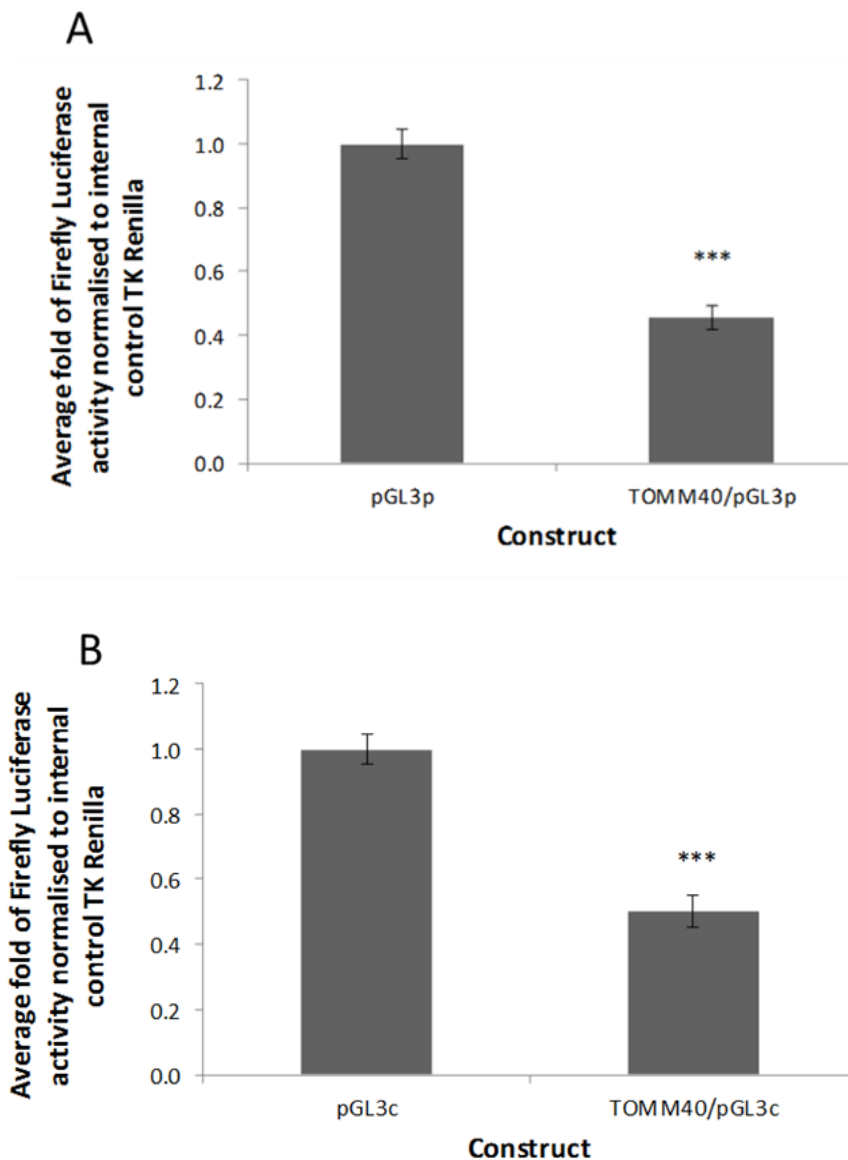 A
Average fold of Firefly Luciferase
activity normalised to internal
control TK Renilla
1.2
1.0
0.8
0.6
0.4
0.2
0.0
***
pGL3p
TOMM40/pGL3p
Construct
B
Average fold of Firefly Luciferase
activity normalised to internal
control TK Renilla
1.2
1.0
0.8
0.6
0.4
0.2
0.0
***
pGL3c
TOMM40/pGL3c
Construct